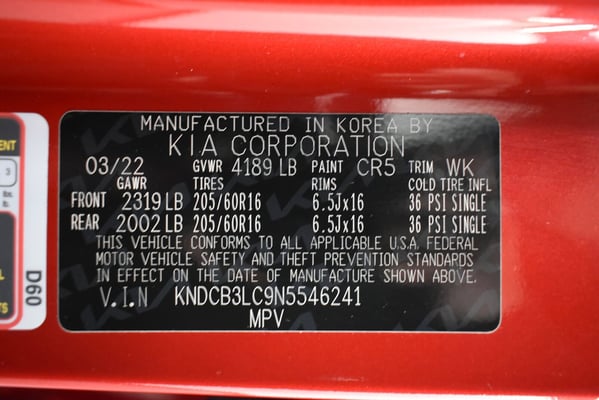 MANUFACTURED IN KOREA BY
KIA CORPORATION
03/22 GVWR 4189 LB PAINT CR5 TRIM WK
GAWR TIRES RIMS COLD TIRE INFL
FRONT 2319 LB 205/60R16 6.5Jx16 36 PSI SINGLE
REAR 2002 LB 205/60R16 6.5Jx16 36 PSI SINGLE
THIS VEHICLE CONFORMS TO ALL APPLICABLE U.S.A. FEDERAL
MOTOR VEHICLE SAFETY AND THEFT PREVENTION STANDARDS
IN EFFECT ON THE DATE OF MANUFACTURE SHOWN ABOVE.
V.I.N KNDCB3LC9N5546241
MPV
D60
3
lbs.